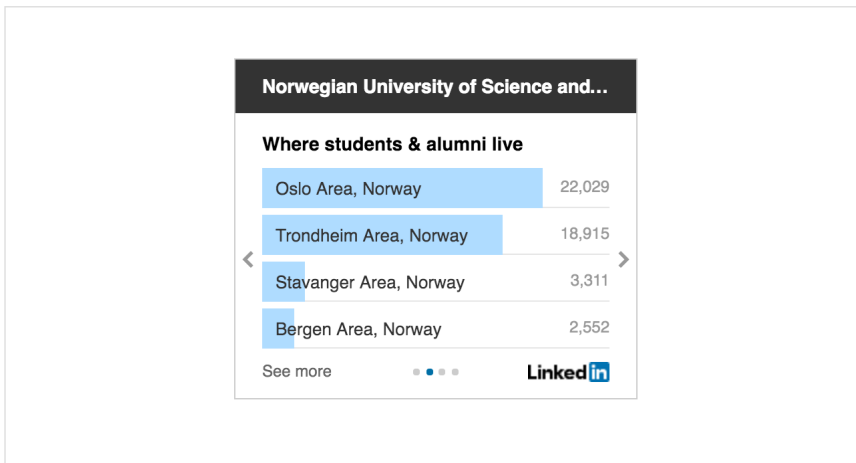 Norwegian University of Science and...
Where students & alumni live
Oslo Area, Norway 22,029
Trondheim Area, Norway 18,915
Stavanger Area, Norway 3,311
Bergen Area, Norway 2,552
See more LinkedIn